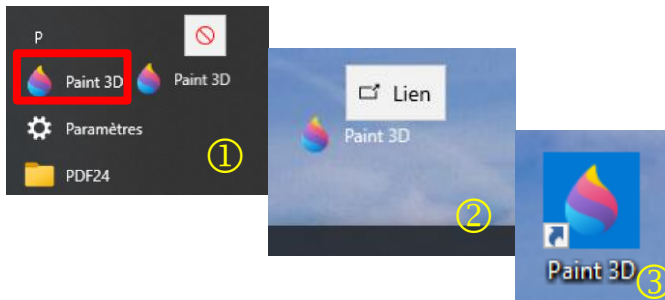 P
Paint 3D
Paint 3D
Paramètres
PDF24
①
Lien
Paint 3D
②
Paint 3D
③